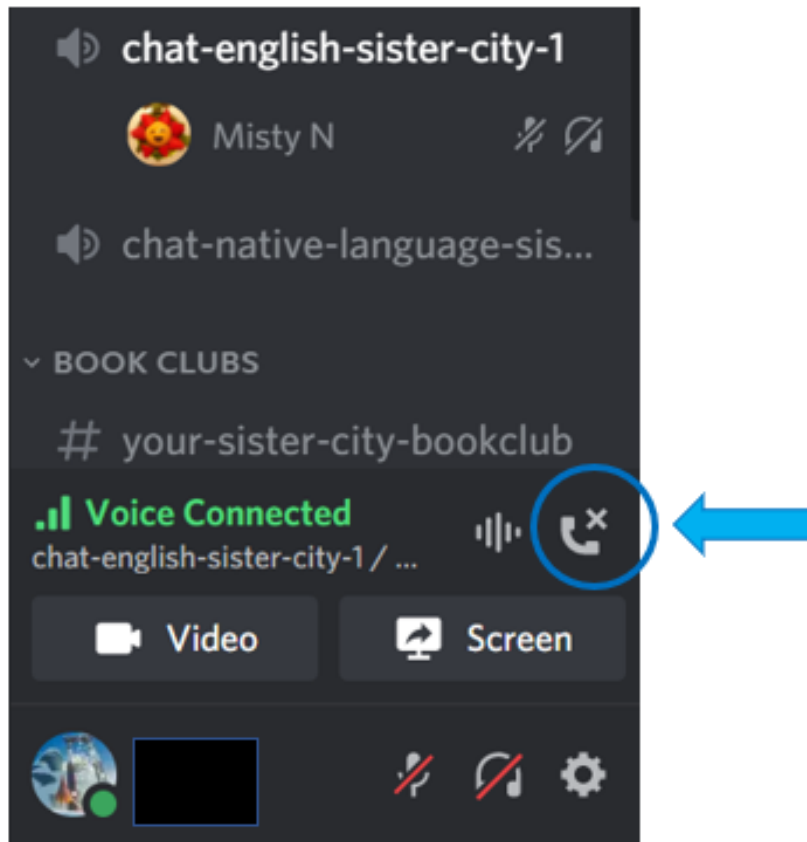 chat-english-sister-city-1
Misty N
chat-native-language-sis...
BOOK CLUBS
# your-sister-city-bookclub
Voice Connected
chat-english-sister-city-1 / ...
Video
Screen